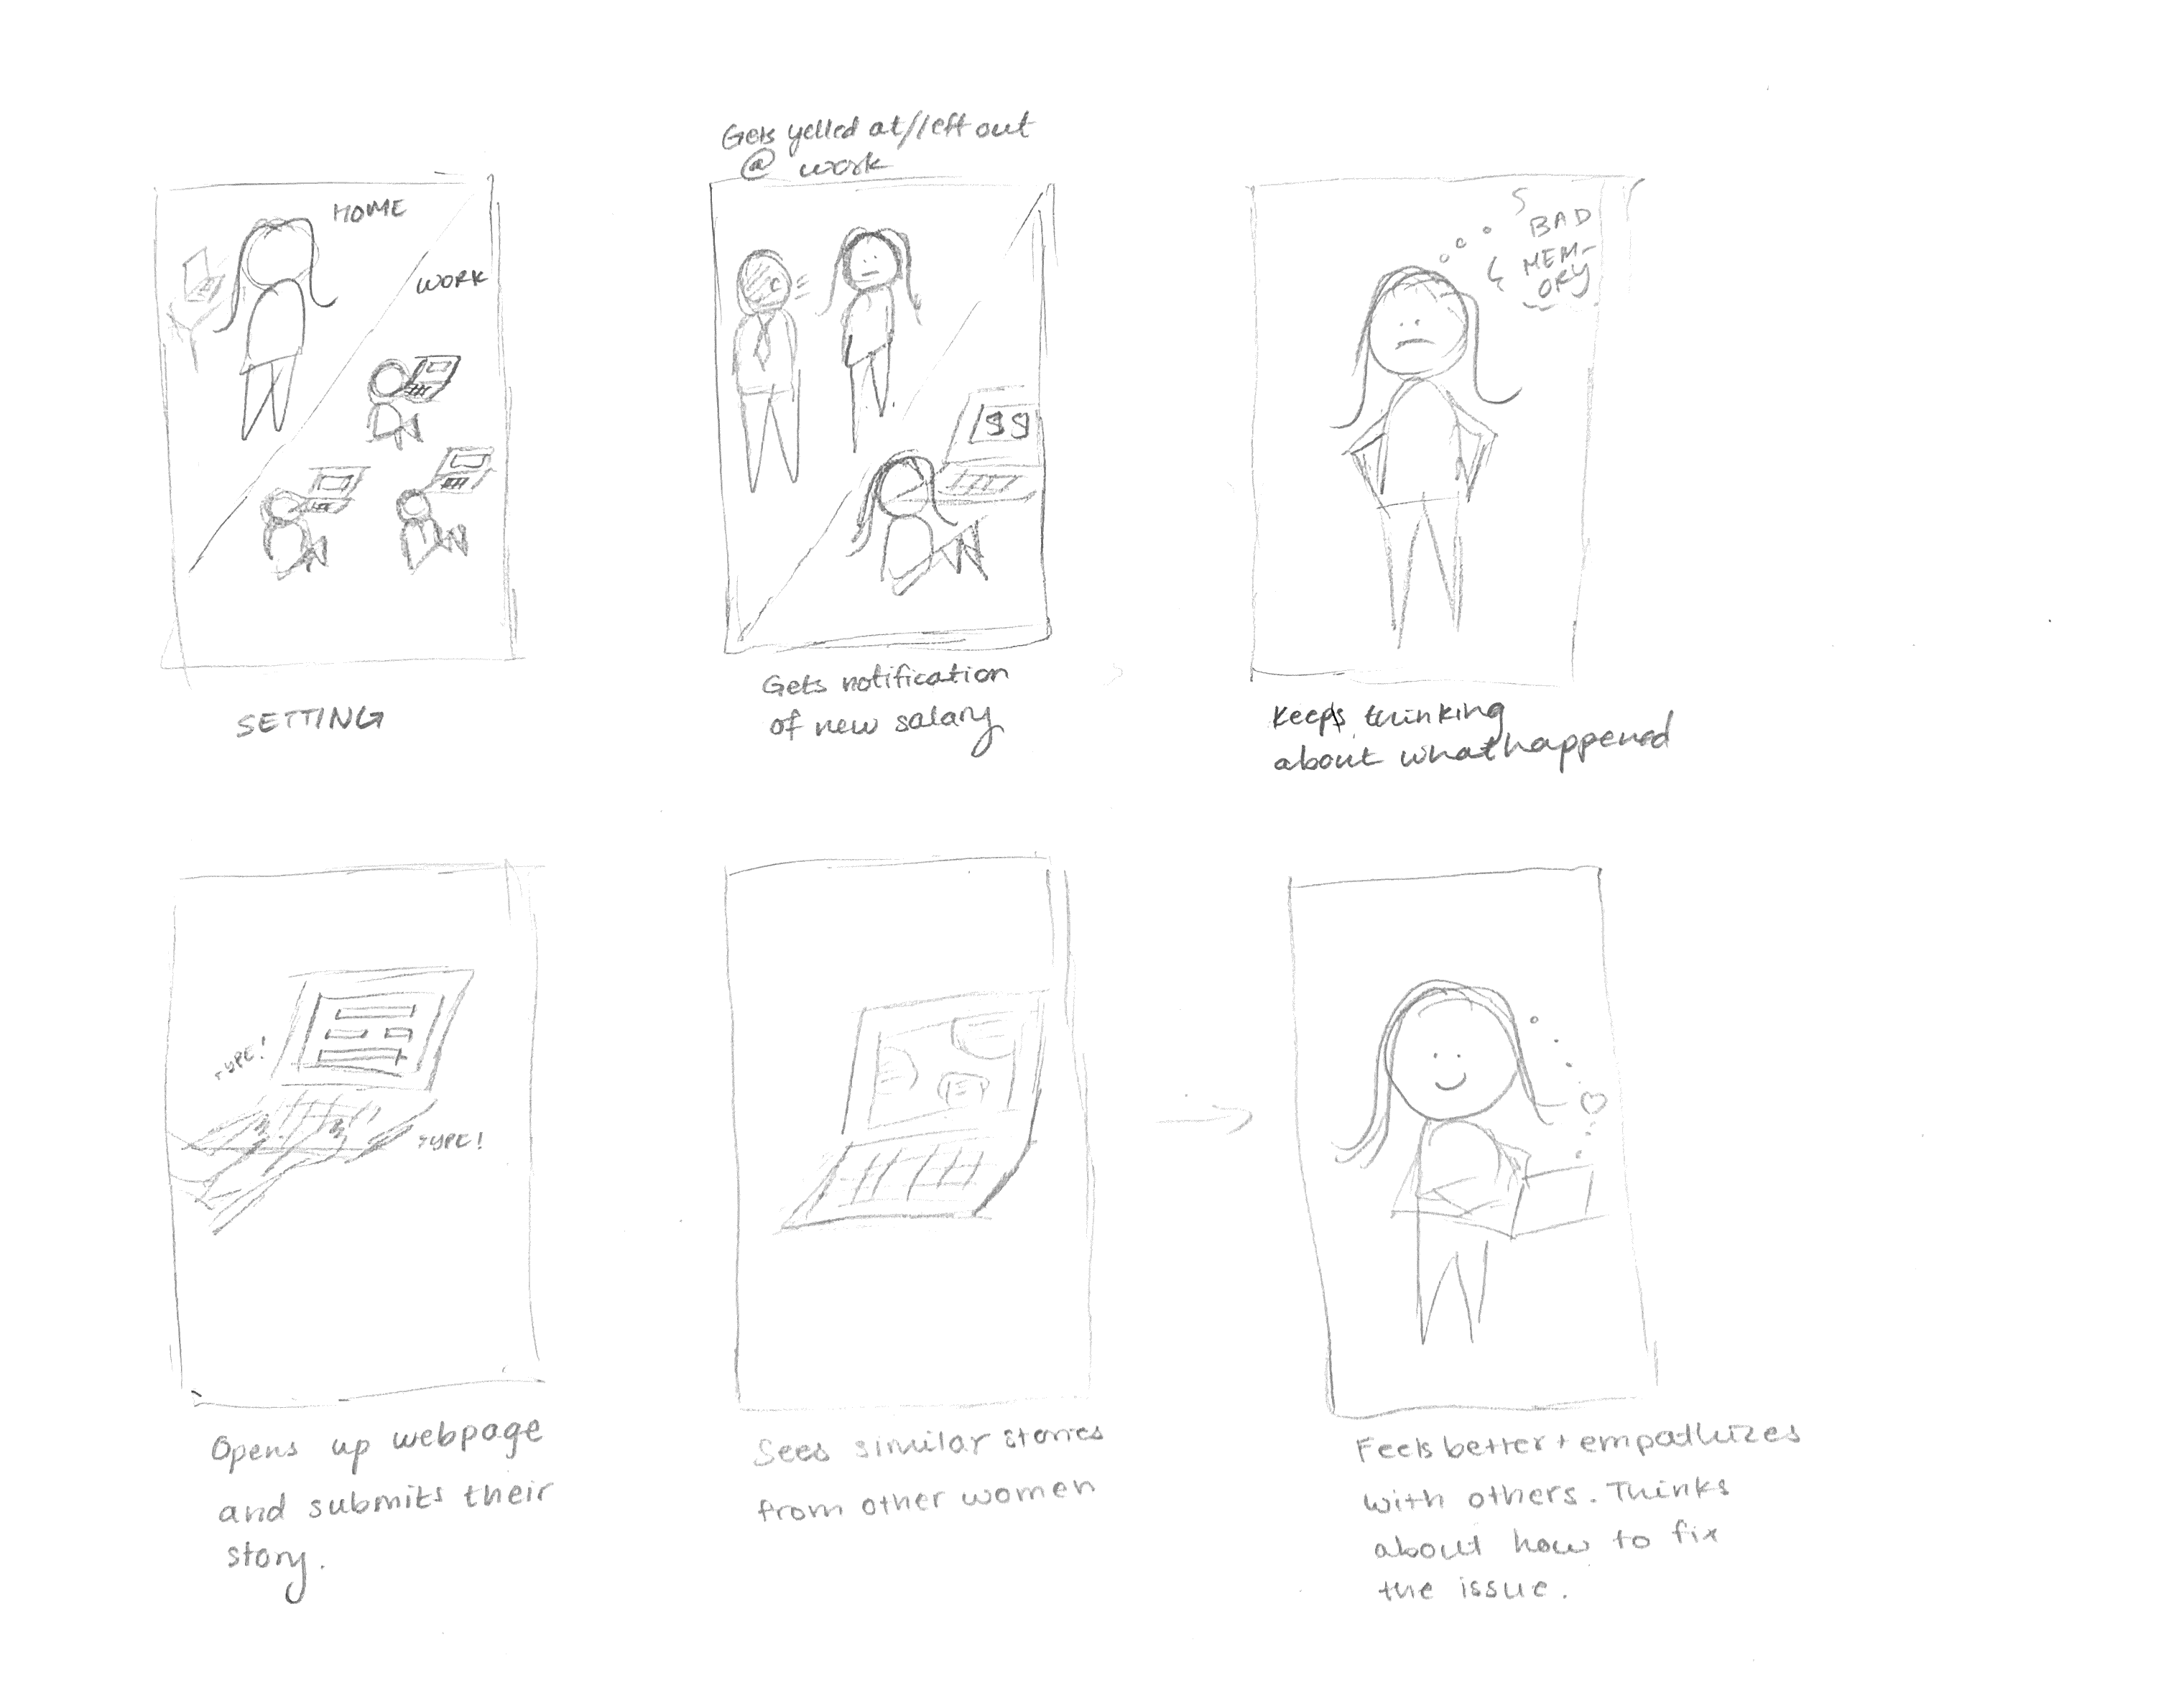 Gets yelled at//left out
@ work
HOME
WORK
BAD
MEM-
ORY
$$
SETTING
Gets notification
of new salary
Keeps thinking
about what happened
TYPE!
TYPE!
Opens up webpage
and submits their
story.
Sees similar stories
from other women
Feels better + empathizes
with others. Thinks
about how to fix
the issue.